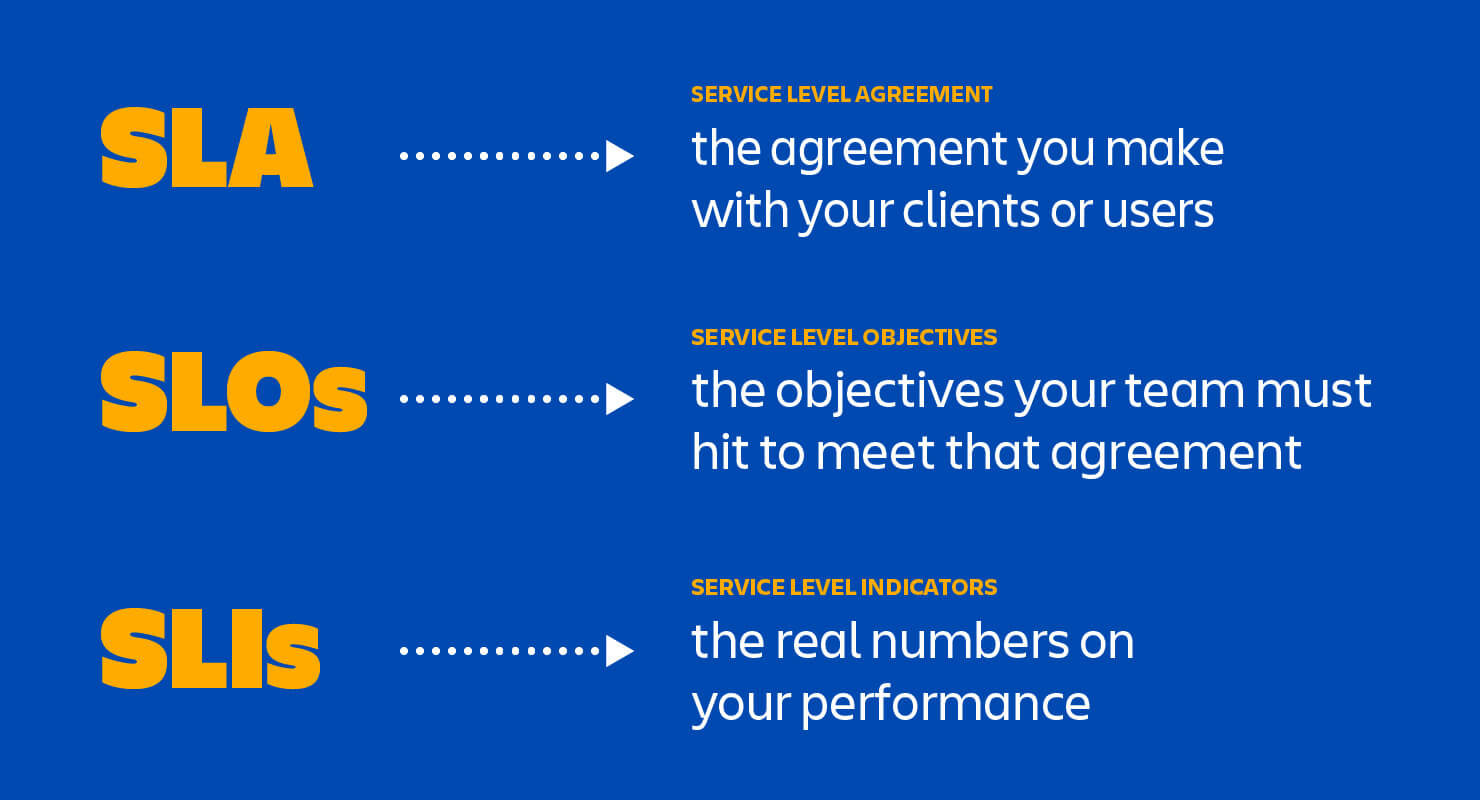 SLA
SERVICE LEVEL AGREEMENT
the agreement you make
with your clients or users
SLOs
SERVICE LEVEL OBJECTIVES
the objectives your team must
hit to meet that agreement
SLIs
SERVICE LEVEL INDICATORS
the real numbers on
your performance